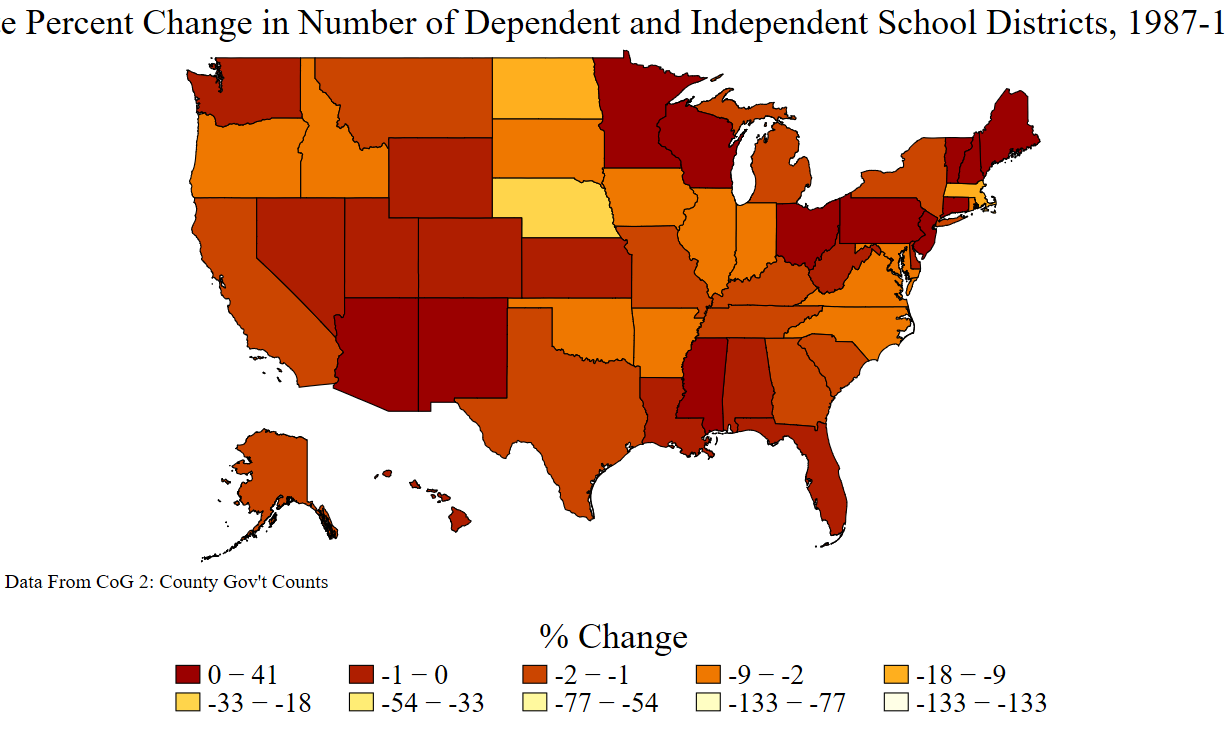 e Percent Change in Number of Dependent and Independent School Districts, 1987-1
Data From CoG 2: County Gov't Counts
% Change
0 – 41 -1 – 0 -2 – -1 -9 – -2 -18 – -9
-33 – -18 -54 – -33 -77 – -54 -133 – -77 -133 – -133